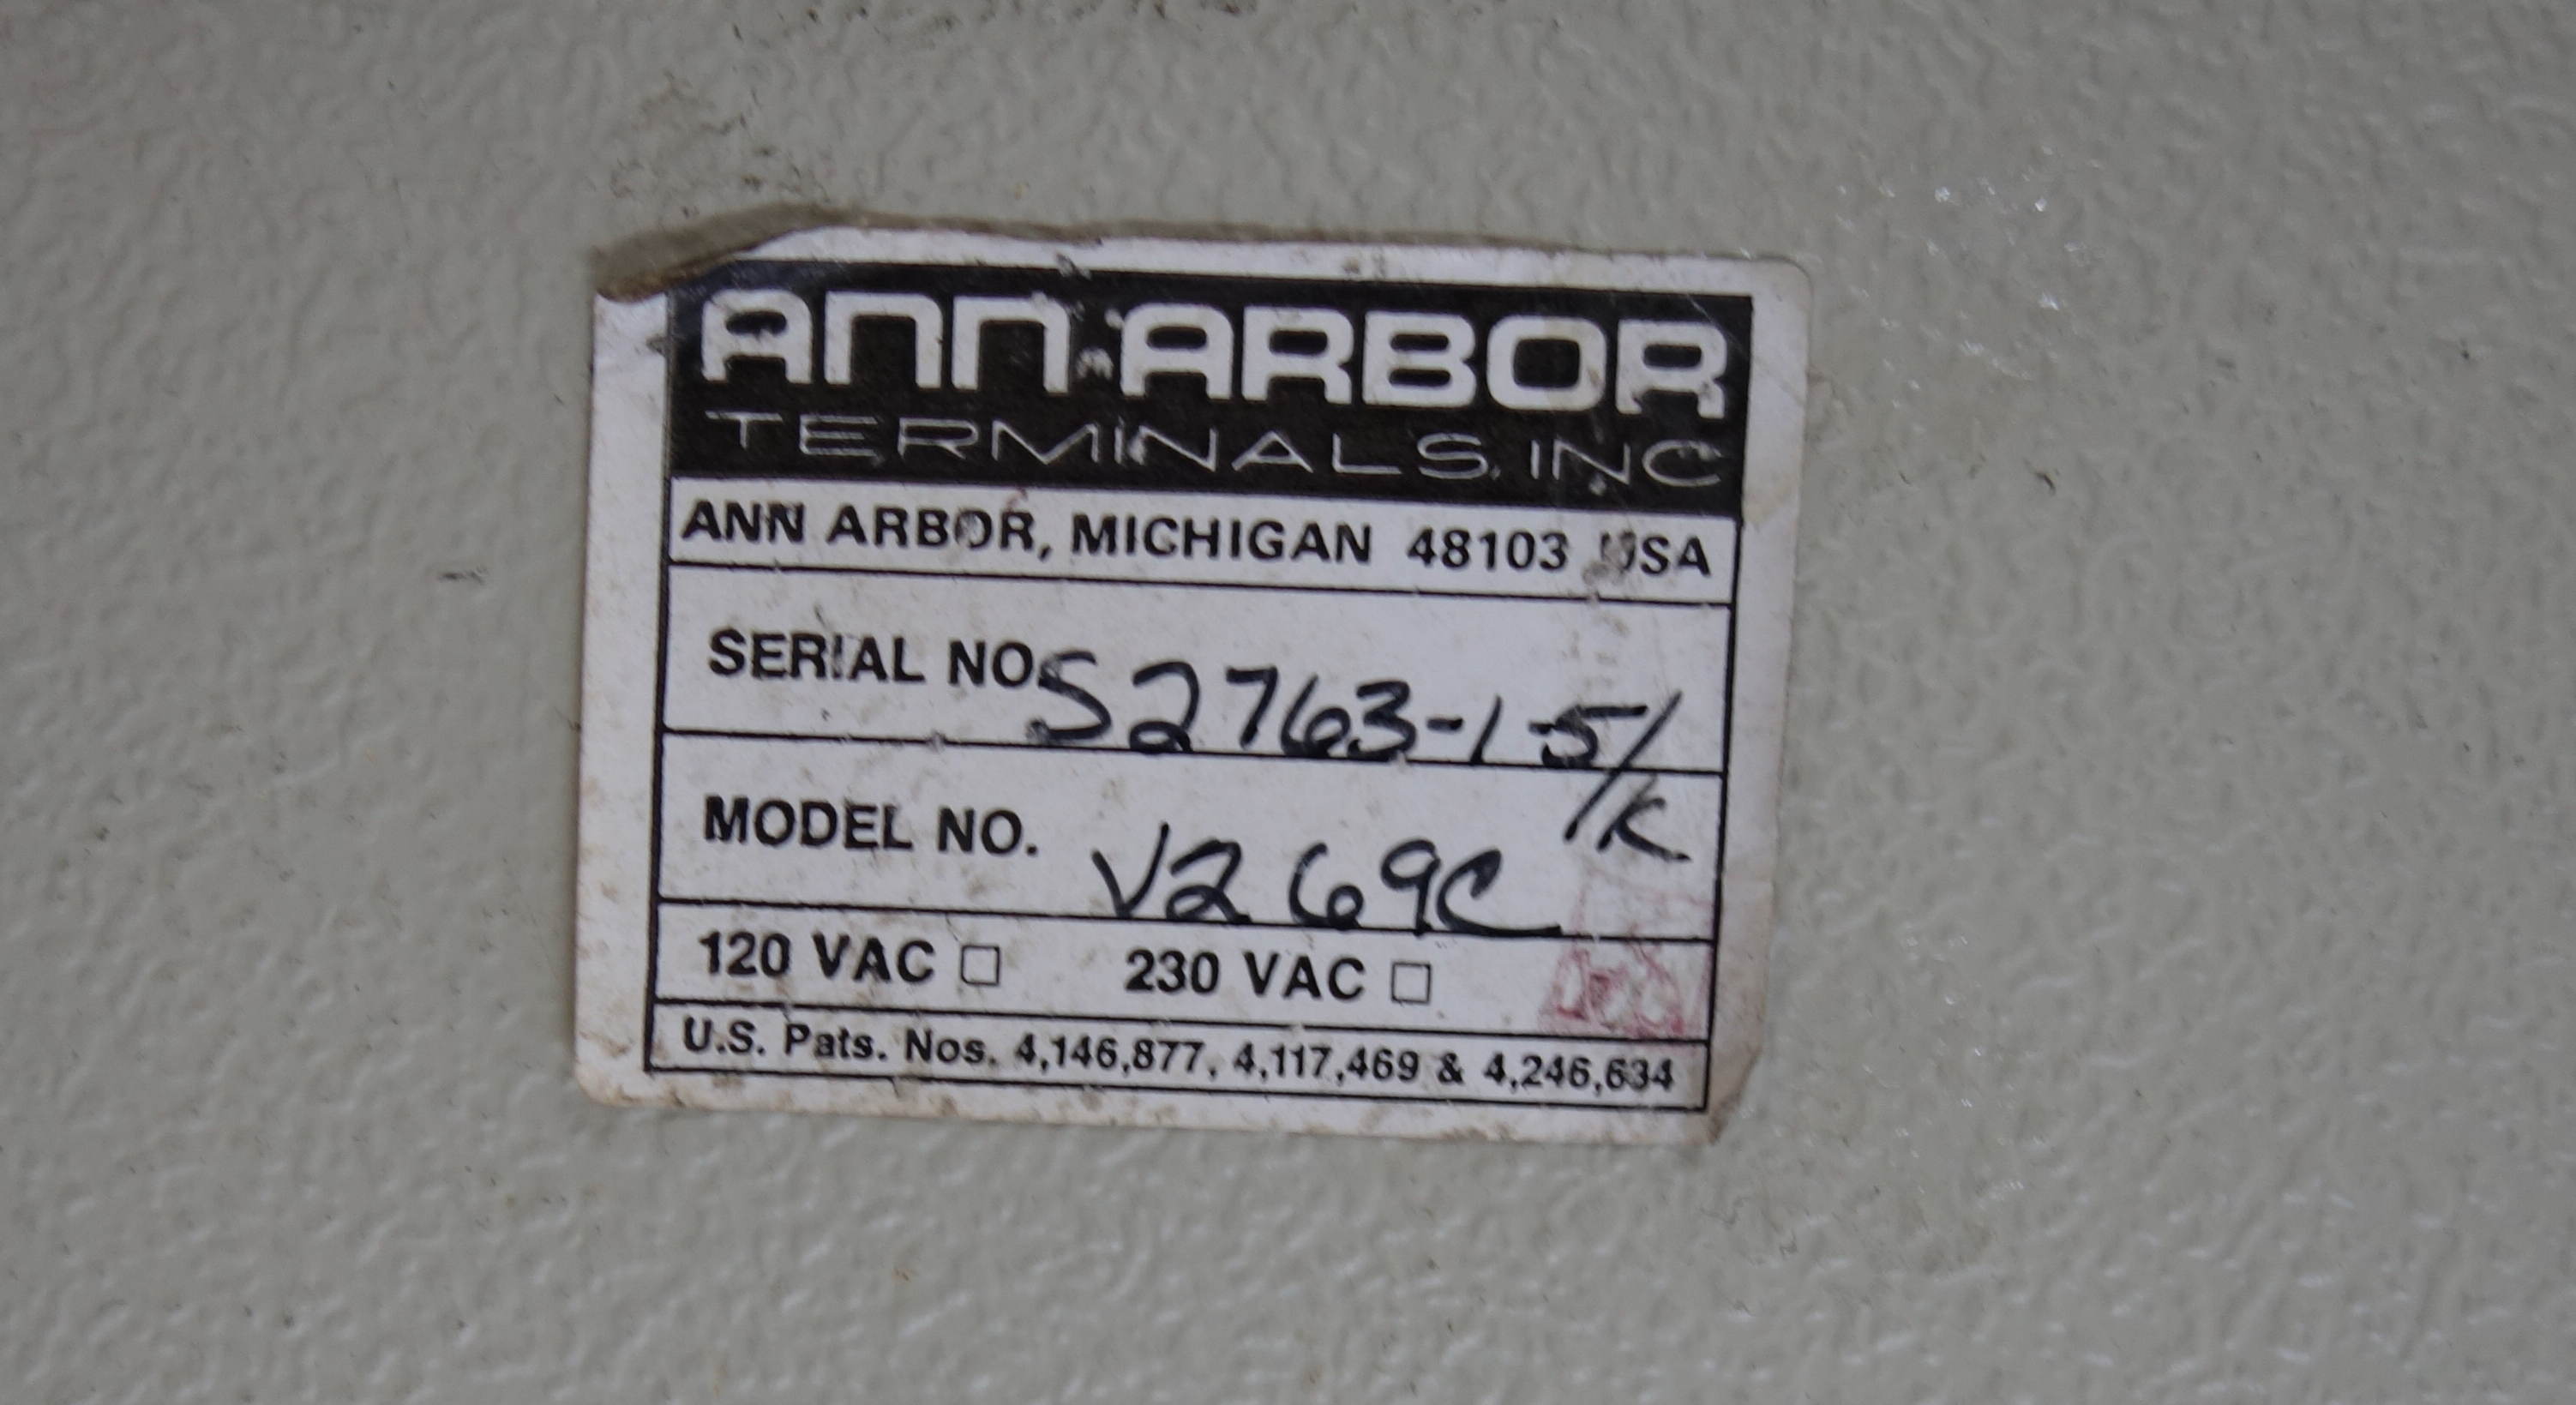 ANN ARBOR
TERMINALS, INC
ANN ARBOR, MICHIGAN 48103 USA
SERIAL NO. S2763-1-5/K
MODEL NO. V269C
120 VAC □ 230 VAC □
U.S. Pats. Nos. 4,146,877, 4,117,469 & 4,246,634